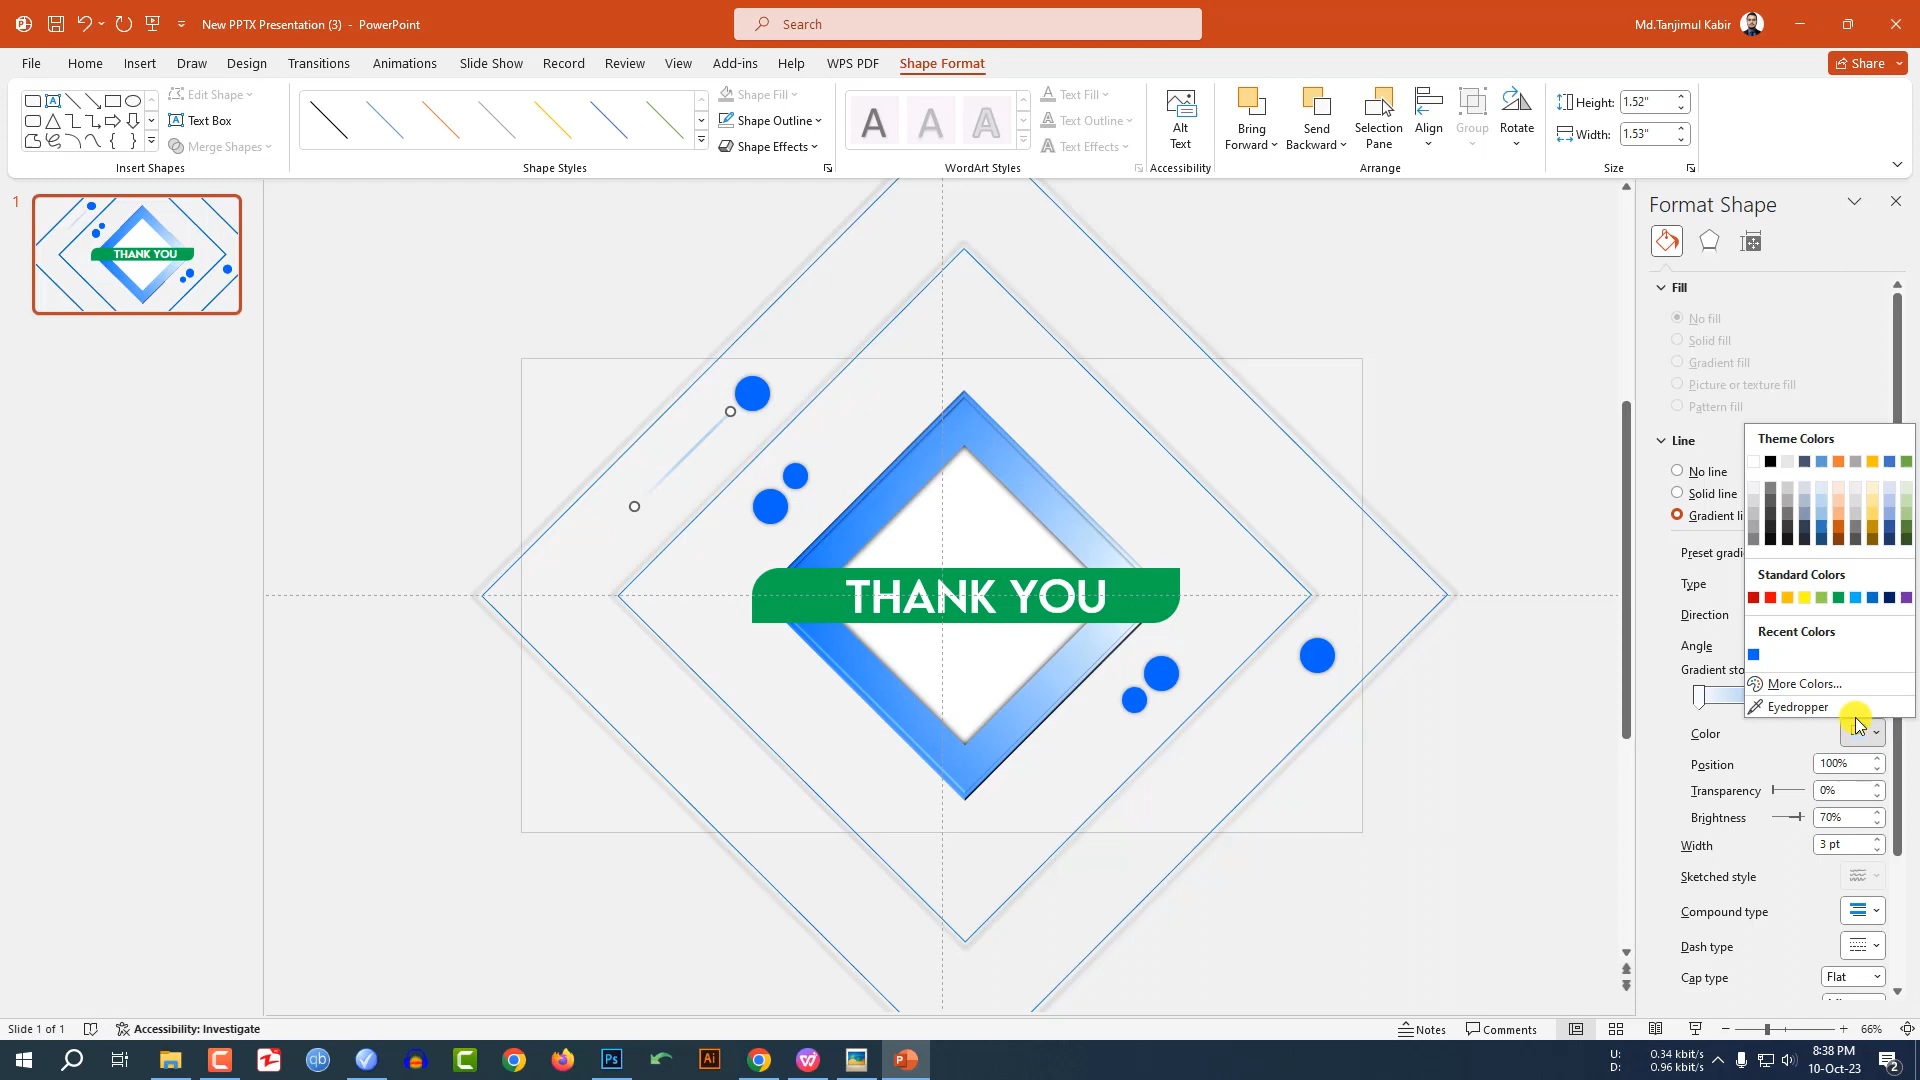 New PPTX Presentation (3) - PowerPoint
Search
Md.Tanjimul Kabir
File Home Insert Draw Design Transitions Animations Slide Show Record Review View Add-ins Help WPS PDF Shape Format
Share
Edit Shape
Text Box
Merge Shapes
Insert Shapes
Shape Fill
Shape Outline
Shape Effects
Shape Styles
A A A
Text Fill
Text Outline
Text Effects
WordArt Styles
Alt Text
Accessibility
Bring Forward
Send Backward
Selection Pane
Align
Group
Rotate
Arrange
Height: 1.52"
Width: 1.53"
Size
1
THANK YOU
THANK YOU
Format Shape
Fill
No fill
Solid fill
Gradient fill
Picture or texture fill
Pattern fill
Line
No line
Solid line
Gradient li
Preset gradi
Type
Direction
Angle
Gradient sto
Theme Colors
Standard Colors
Recent Colors
More Colors...
Eyedropper
Color
Position 100%
Transparency 0%
Brightness 70%
Width 3 pt
Sketched style
Compound type
Dash type
Cap type Flat
Slide 1 of 1
Accessibility: Investigate
Notes
Comments
66%
qb
Ps
Ai
U: 0.34 kbit/s
D: 0.96 kbit/s
8:38 PM
10-Oct-23
2